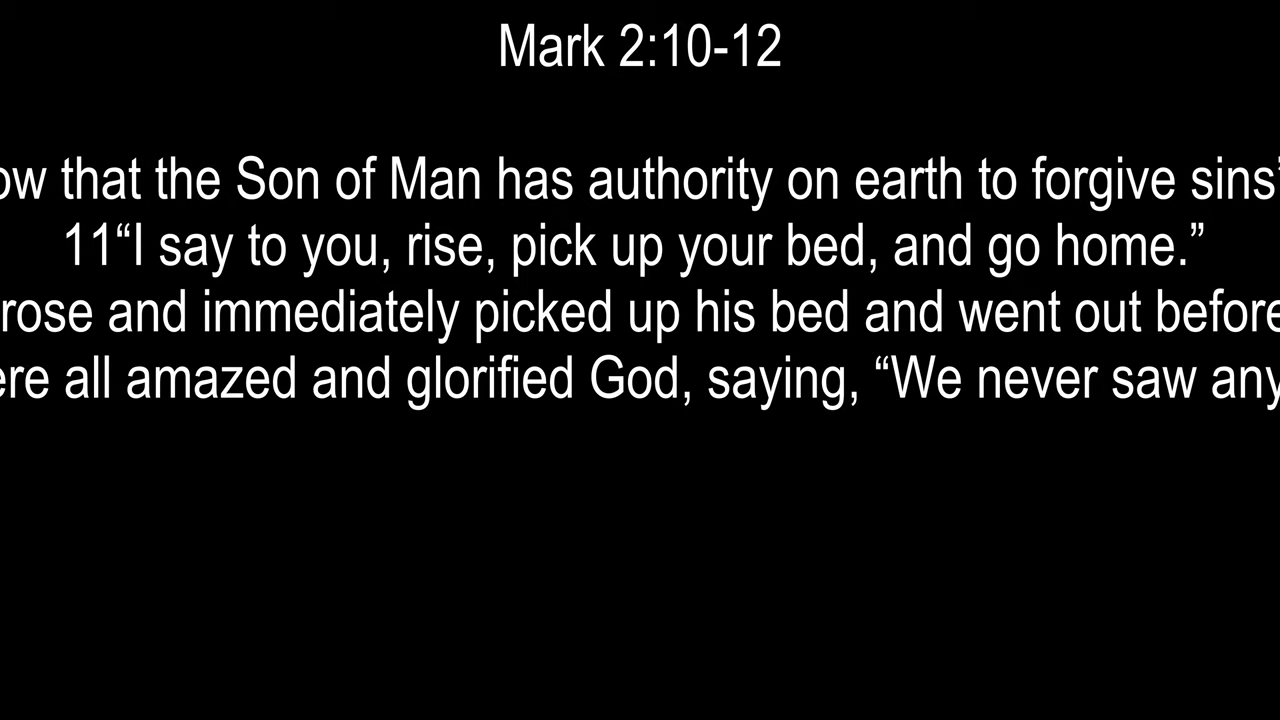 Mark 2:10-12
ow that the Son of Man has authority on earth to forgive sins”
11“I say to you, rise, pick up your bed, and go home.”
rose and immediately picked up his bed and went out before
ere all amazed and glorified God, saying, “We never saw any